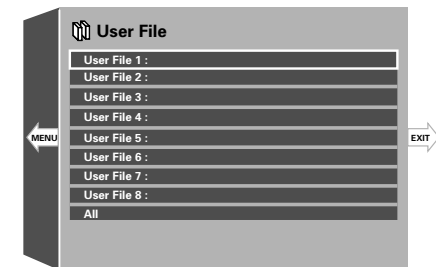 User File
User File 1 :
User File 2 :
User File 3 :
User File 4 :
MENU
User File 5 :
EXIT
User File 6 :
User File 7 :
User File 8 :
All